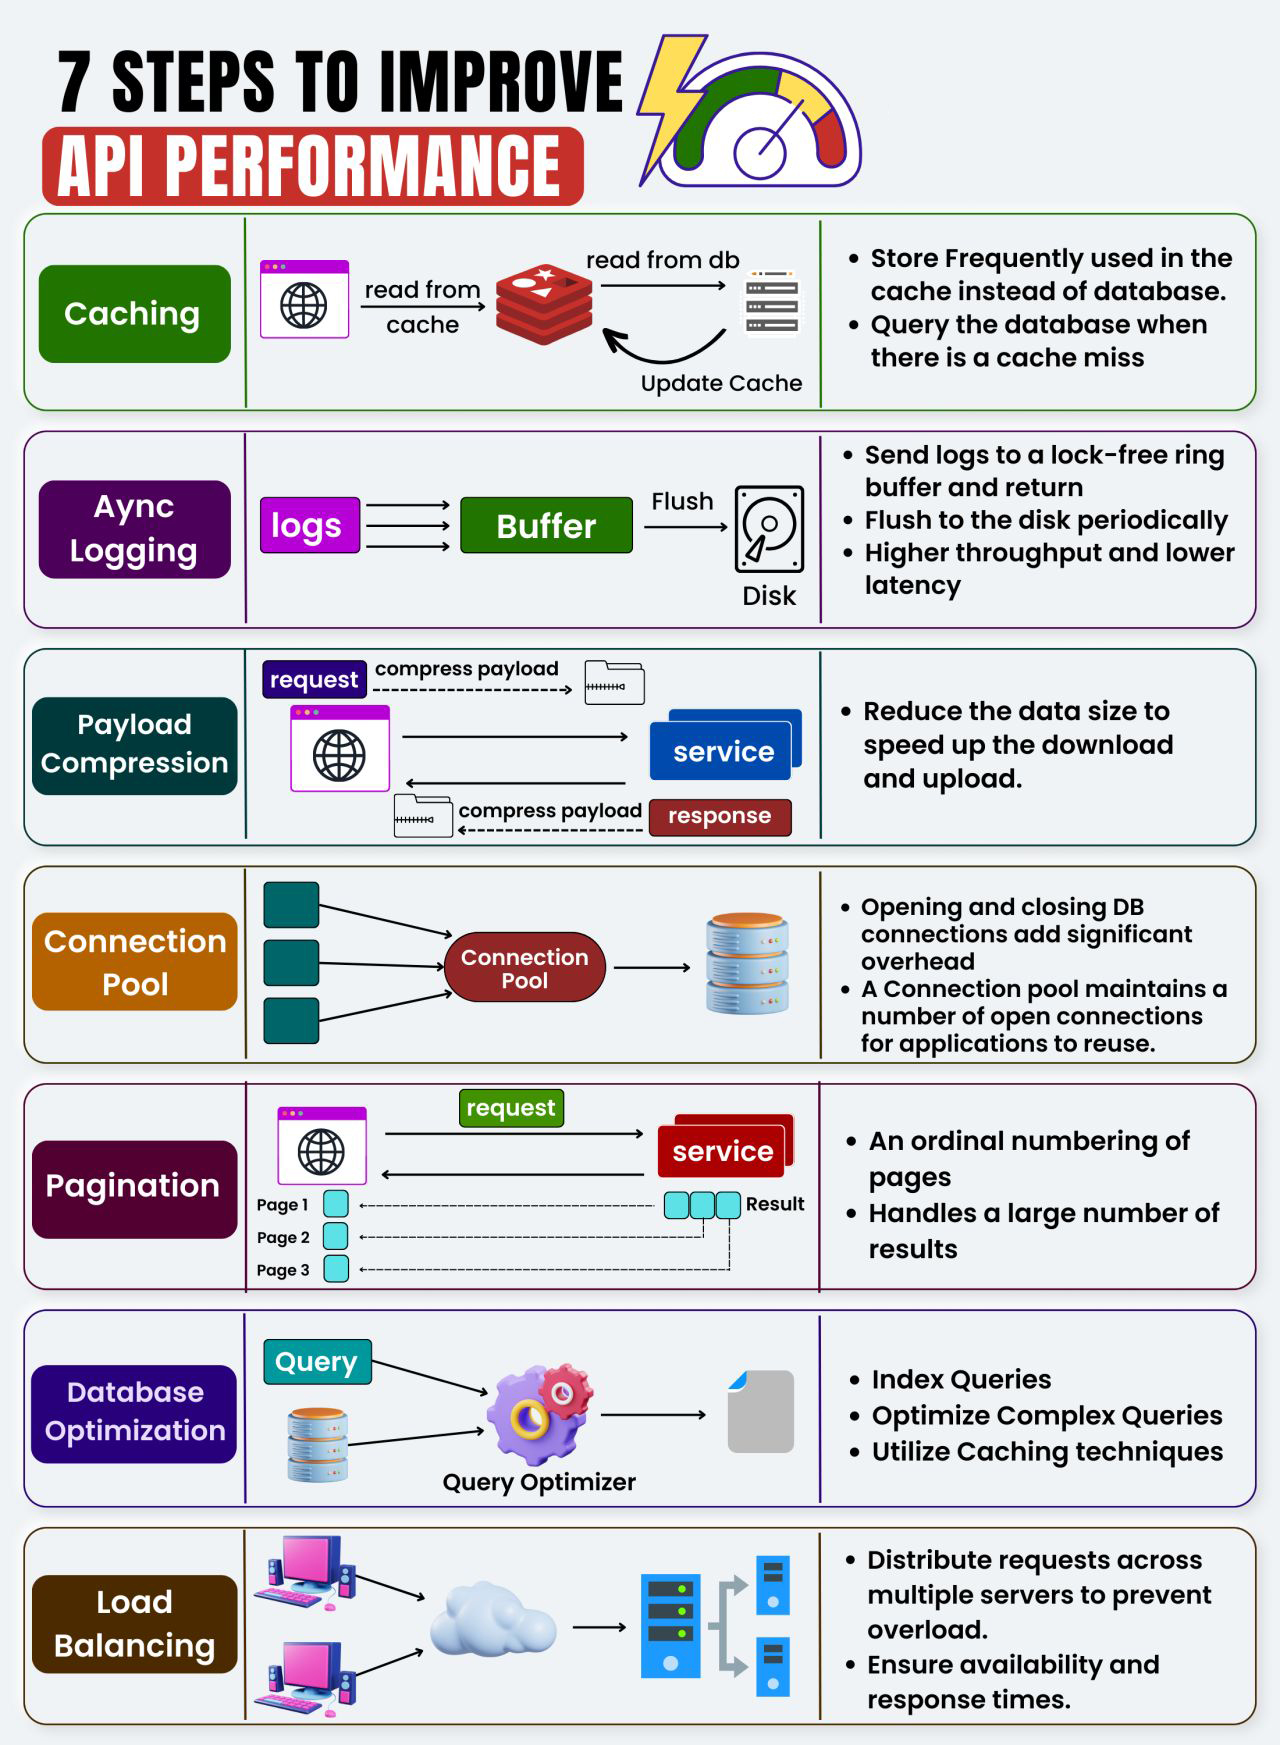 7 STEPS TO IMPROVE
API PERFORMANCE
Caching
read from
cache
read from db
Update Cache
• Store Frequently used in the
cache instead of database.
• Query the database when
there is a cache miss
Aync
Logging
logs
Buffer
Flush
Disk
• Send logs to a lock-free ring
buffer and return
• Flush to the disk periodically
• Higher throughput and lower
latency
Payload
Compression
request
compress payload
service
compress payload
response
• Reduce the data size to
speed up the download
and upload.
Connection
Pool
Connection
Pool
• Opening and closing DB
connections add significant
overhead
• A Connection pool maintains a
number of open connections
for applications to reuse.
Pagination
request
service
Page 1
Result
Page 2
Page 3
• An ordinal numbering of
pages
• Handles a large number of
results
Database
Optimization
Query
Query Optimizer
• Index Queries
• Optimize Complex Queries
• Utilize Caching techniques
Load
Balancing
• Distribute requests across
multiple servers to prevent
overload.
• Ensure availability and
response times.